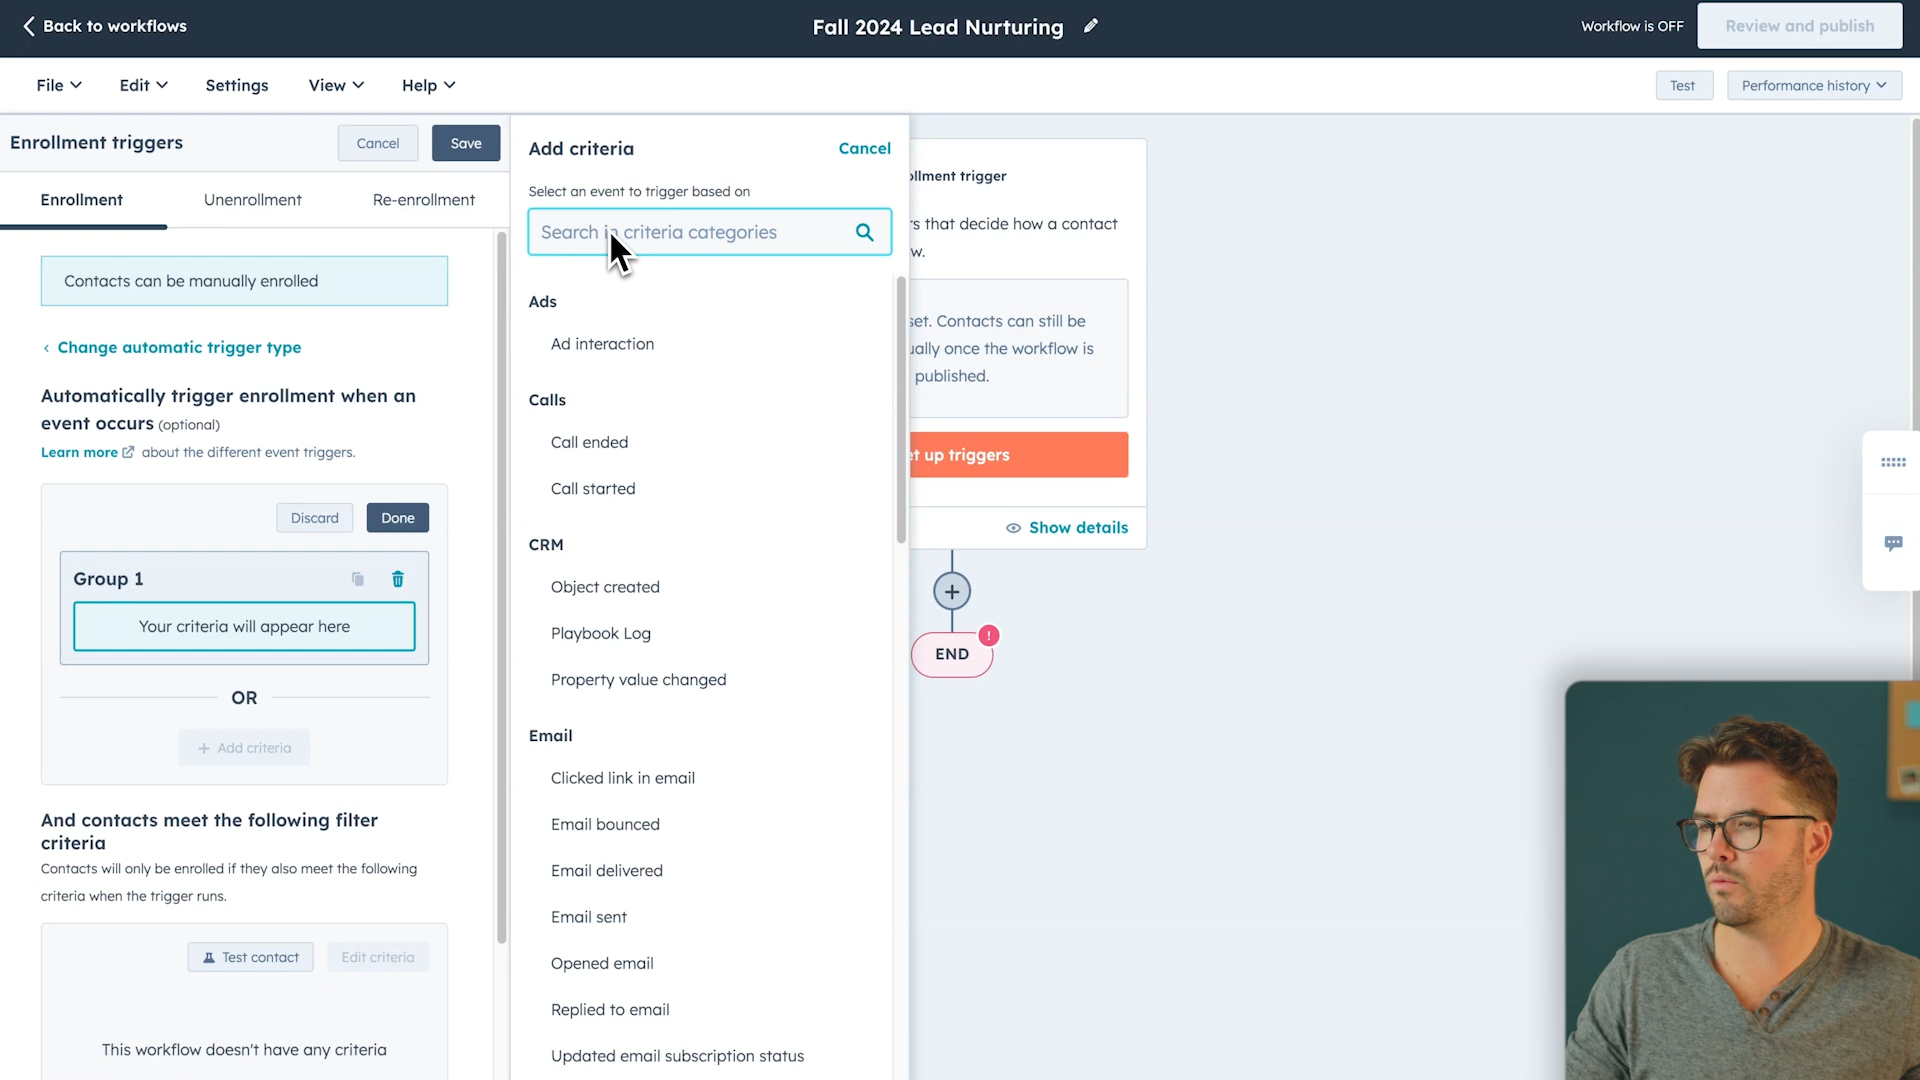 Back to workflows
Fall 2024 Lead Nurturing
Workflow is OFF
Review and publish
File
Edit
Settings
View
Help
Test
Performance history
Enrollment triggers
Cancel
Save
Enrollment
Unenrollment
Re-enrollment
Contacts can be manually enrolled
Change automatic trigger type
Automatically trigger enrollment when an
event occurs (optional)
Learn more about the different event triggers.
Discard
Done
Group 1
Your criteria will appear here
OR
+ Add criteria
And contacts meet the following filter
criteria
Contacts will only be enrolled if they also meet the following
criteria when the trigger runs.
Test contact
Edit criteria
This workflow doesn't have any criteria
Add criteria
Cancel
Select an event to trigger based on
Search in criteria categories
Ads
Ad interaction
Calls
Call ended
Call started
CRM
Object created
Playbook Log
Property value changed
Email
Clicked link in email
Email bounced
Email delivered
Email sent
Opened email
Replied to email
Updated email subscription status
ollment trigger
rs that decide how a contact
w.
set. Contacts can still be
ually once the workflow is
published.
et up triggers
Show details
+
!
END